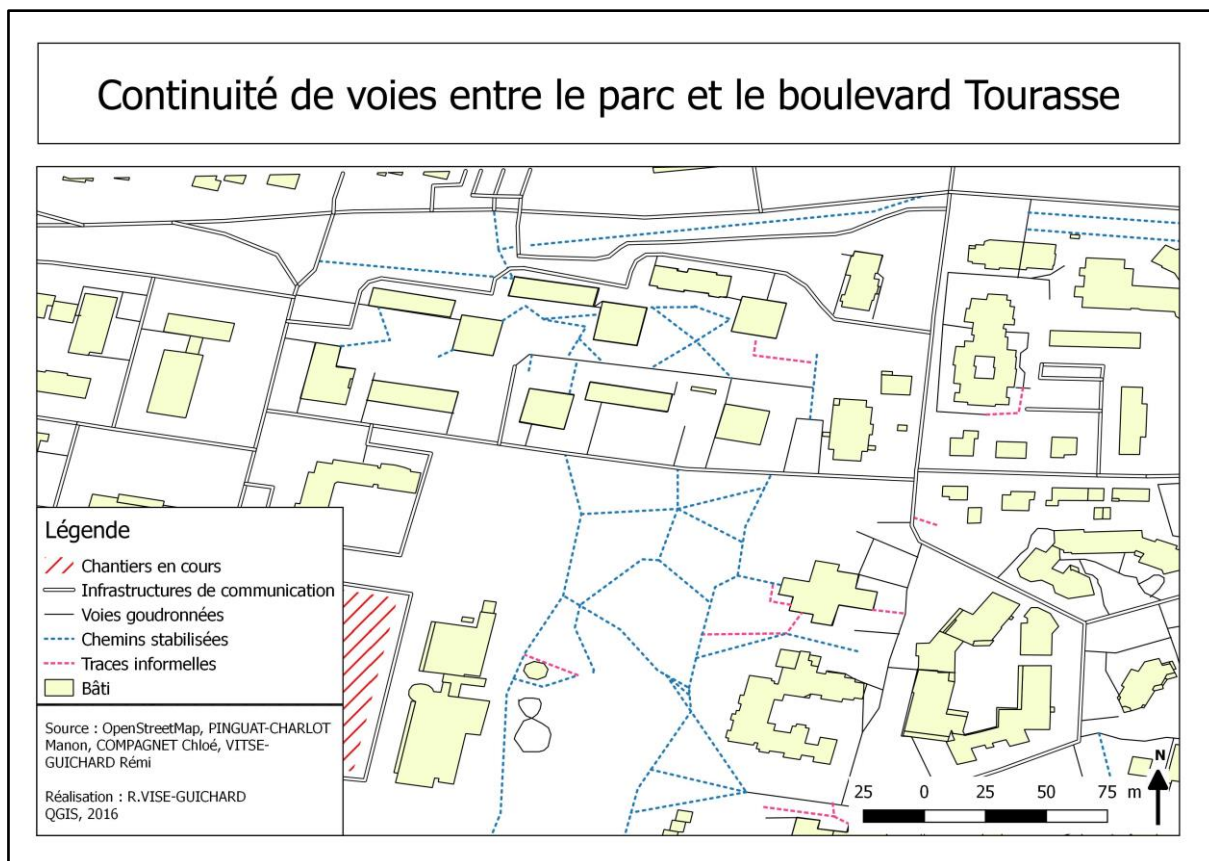 Continuité de voies entre le parc et le boulevard Tourasse
Légende
Chantiers en cours
Infrastructures de communication
Voies goudronnées
Chemins stabilisées
Traces informelles
Bâti
Source : OpenStreetMap, PINGUAT-CHARLOT
Manon, COMPAGNET Chloé, VITSE-
GUICHARD Rémi
Réalisation : R.VISE-GUICHARD
QGIS, 2016
N
25 0 25 50 75 m